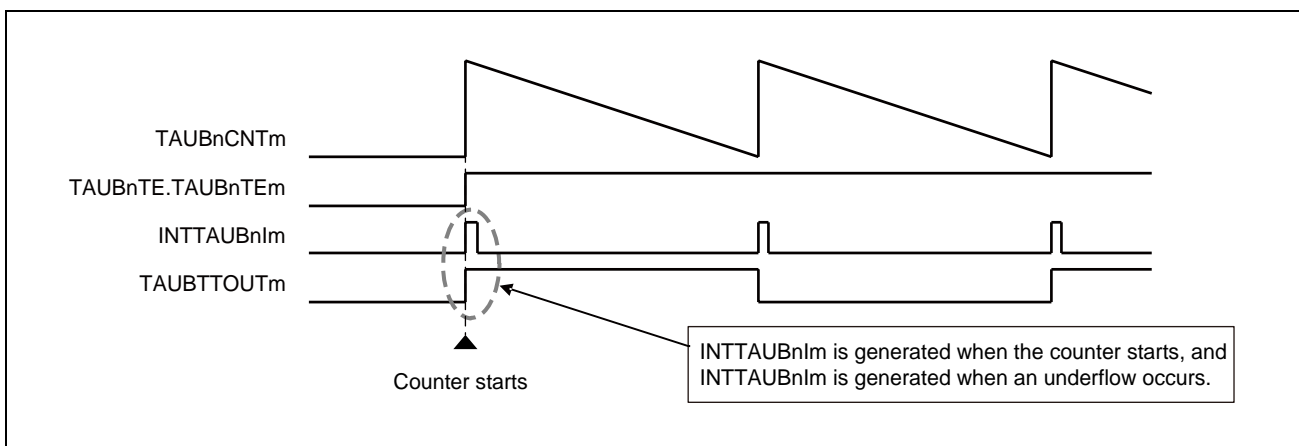 TAUBnCNTm
TAUBnTE.TAUBnTEm
INTTAUBnIm
TAUBTTOUTm
INTTAUBnIm is generated when the counter starts, and
INTTAUBnIm is generated when an underflow occurs.
Counter starts